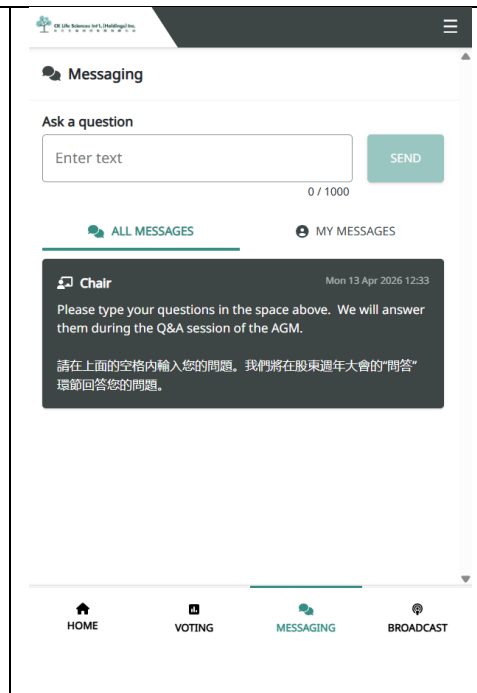 CK Life Sciences Int'l. (Holdings) Inc.
Messaging
Ask a question
Enter text
SEND
0 / 1000
ALL MESSAGES
MY MESSAGES
Chair
Mon 13 Apr 2026 12:33
Please type your questions in the space above. We will answer
them during the Q&A session of the AGM.
請在上面的空格內輸入您的問題。我們將在股東週年大會的“問答”
環節回答您的問題。
HOME
VOTING
MESSAGING
BROADCAST